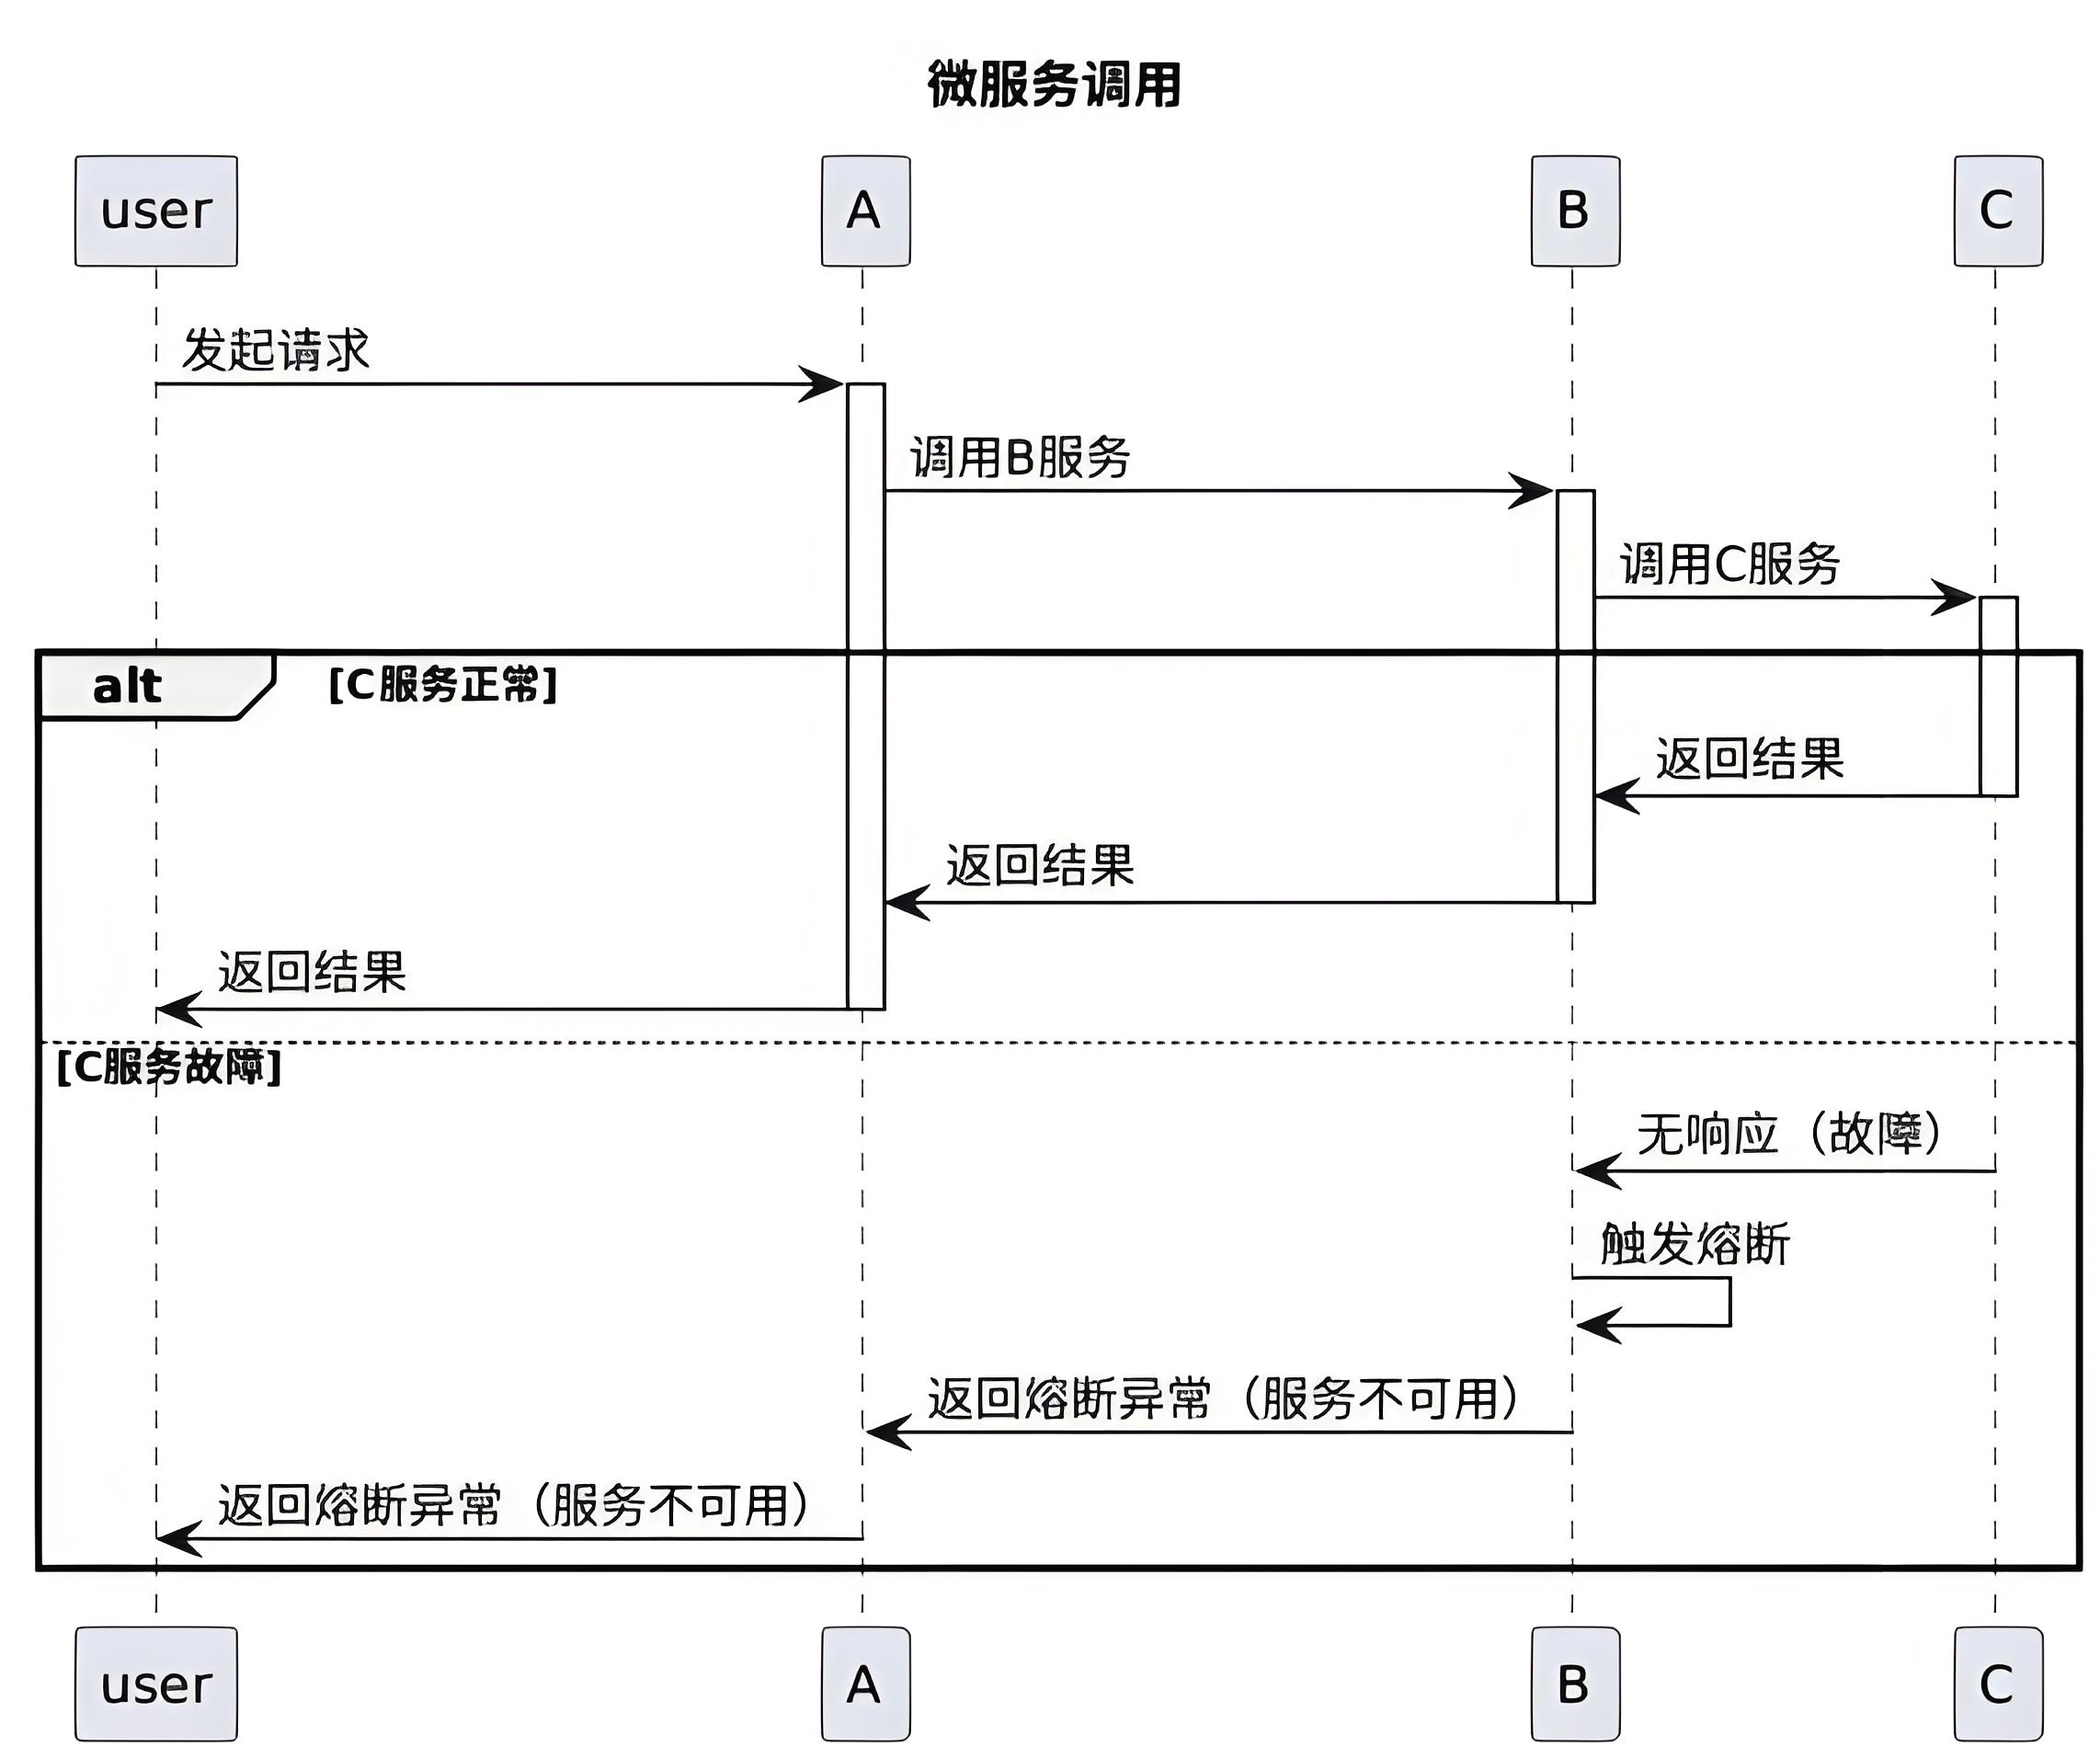 微服务调用
user
A
B
C
发起请求
调用B服务
调用C服务
alt
[C服务正常]
返回结果
返回结果
返回结果
[C服务故障]
无响应（故障）
触发熔断
返回熔断异常（服务不可用）
返回熔断异常（服务不可用）
user
A
B
C